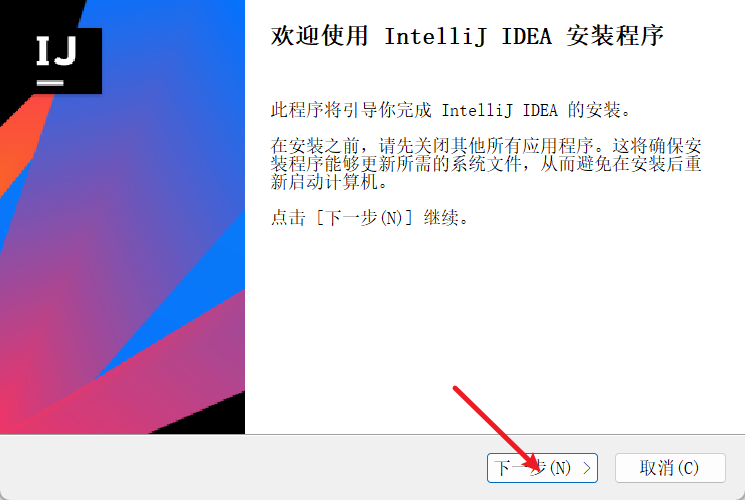 IJ
欢迎使用 IntelliJ IDEA 安装程序
此程序将引导你完成 IntelliJ IDEA 的安装。
在安装之前，请先关闭其他所有应用程序。这将确保安
装程序能够更新所需的系统文件，从而避免在安装后重
新启动计算机。
点击 [下一步(N)] 继续。
下一步(N) >
取消(C)